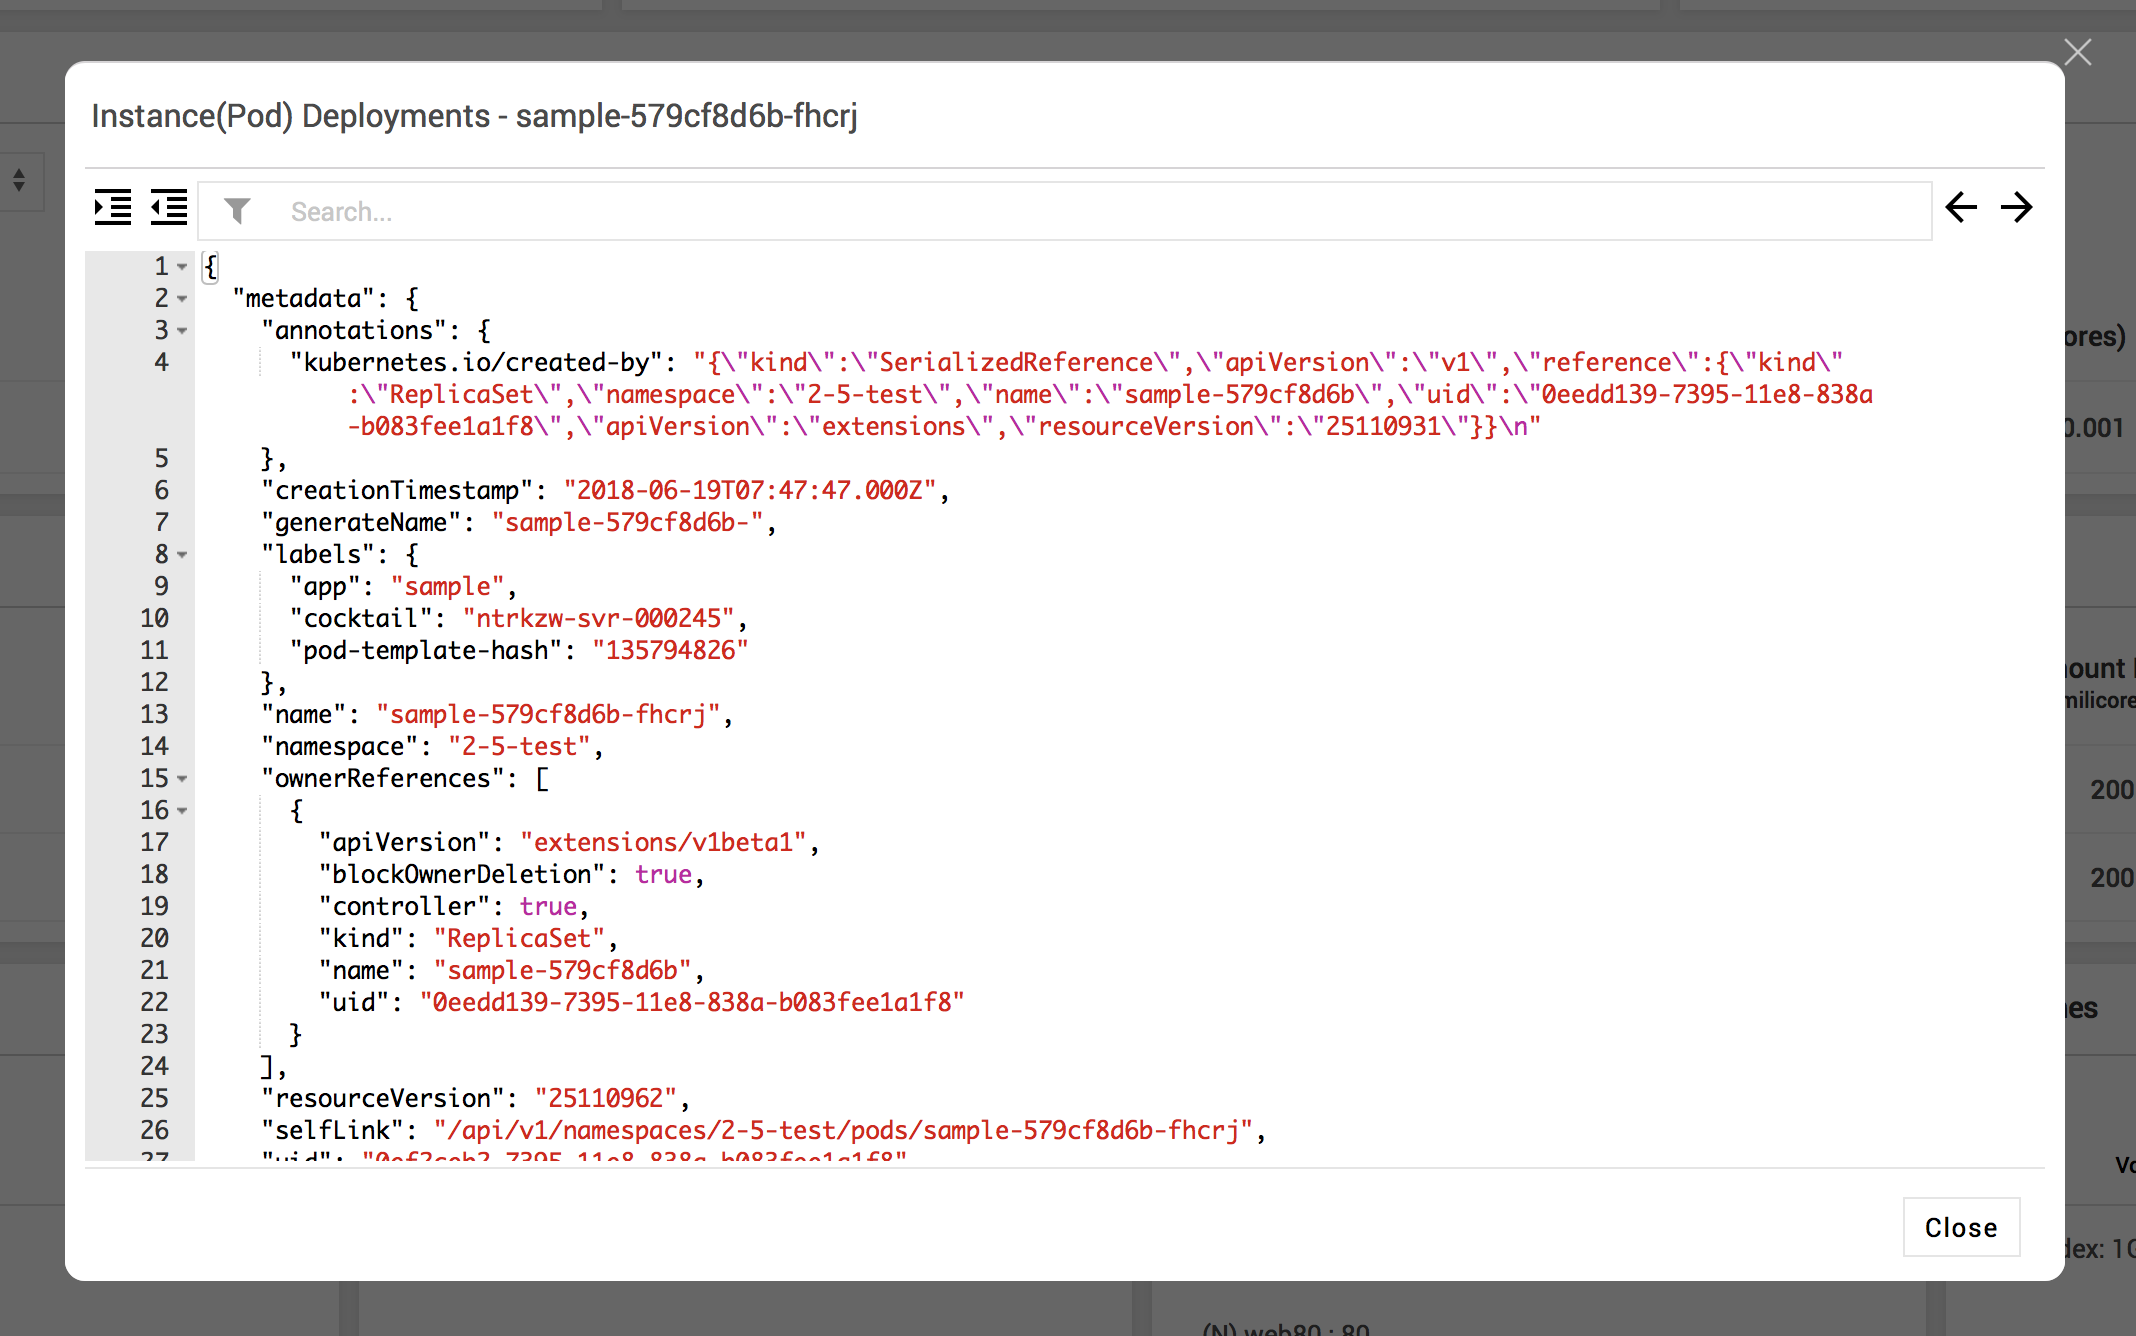 Instance(Pod) Deployments - sample-579cf8d6b-fhcrj
Search...
1 {
2 "metadata": {
3 "annotations": {
4 "kubernetes.io/created-by": "{\"kind\":\"SerializedReference\",\"apiVersion\":\"v1\",\"reference\":{\"kind\"
:\"ReplicaSet\",\"namespace\":\"2-5-test\",\"name\":\"sample-579cf8d6b\",\"uid\":\"0eedd139-7395-11e8-838a
-b083fee1a1f8\",\"apiVersion\":\"extensions\",\"resourceVersion\":\"25110931\"}}\n"
5 },
6 "creationTimestamp": "2018-06-19T07:47:47.000Z",
7 "generateName": "sample-579cf8d6b-",
8 "labels": {
9 "app": "sample",
10 "cocktail": "ntrkzw-svr-000245",
11 "pod-template-hash": "135794826"
12 },
13 "name": "sample-579cf8d6b-fhcrj",
14 "namespace": "2-5-test",
15 "ownerReferences": [
16 {
17 "apiVersion": "extensions/v1beta1",
18 "blockOwnerDeletion": true,
19 "controller": true,
20 "kind": "ReplicaSet",
21 "name": "sample-579cf8d6b",
22 "uid": "0eedd139-7395-11e8-838a-b083fee1a1f8"
23 }
24 ],
25 "resourceVersion": "25110962",
26 "selfLink": "/api/v1/namespaces/2-5-test/pods/sample-579cf8d6b-fhcrj",
27 "uid":
Close
ores)
0.001
200
200
(N) web80 : 80